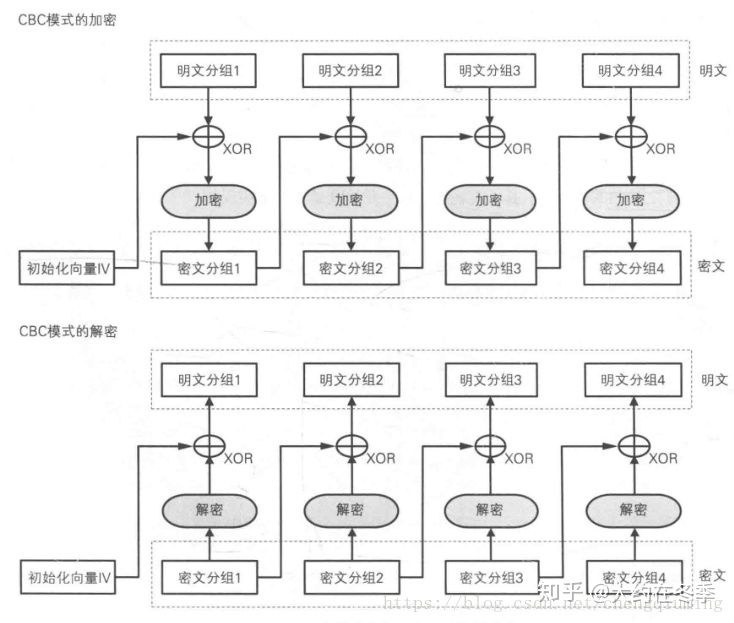 CBC模式的加密
明文分组1 明文分组2 明文分组3 明文分组4 明文
XOR XOR XOR XOR
加密 加密 加密 加密
初始化向量IV 密文分组1 密文分组2 密文分组3 密文分组4 密文
CBC模式的解密
明文分组1 明文分组2 明文分组3 明文分组4 明文
XOR XOR XOR XOR
解密 解密 解密 解密
初始化向量IV 密文分组1 密文分组2 密文分组3 密文分组4 密文
知乎 @大约在冬季
https://blog.csdn.net/chengqiuming